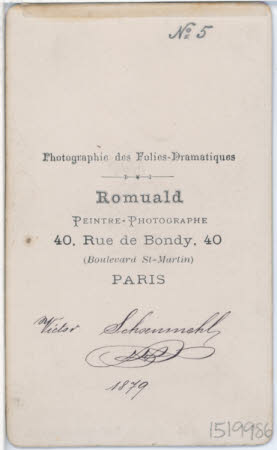 No 5
Photographie des Folies-Dramatiques
Romuald
PEINTRE-PHOTOGRAPHE
40, Rue de Bondy, 40
(Boulevard St-Martin)
PARIS
Victor Schœnmehl
1879
1519986